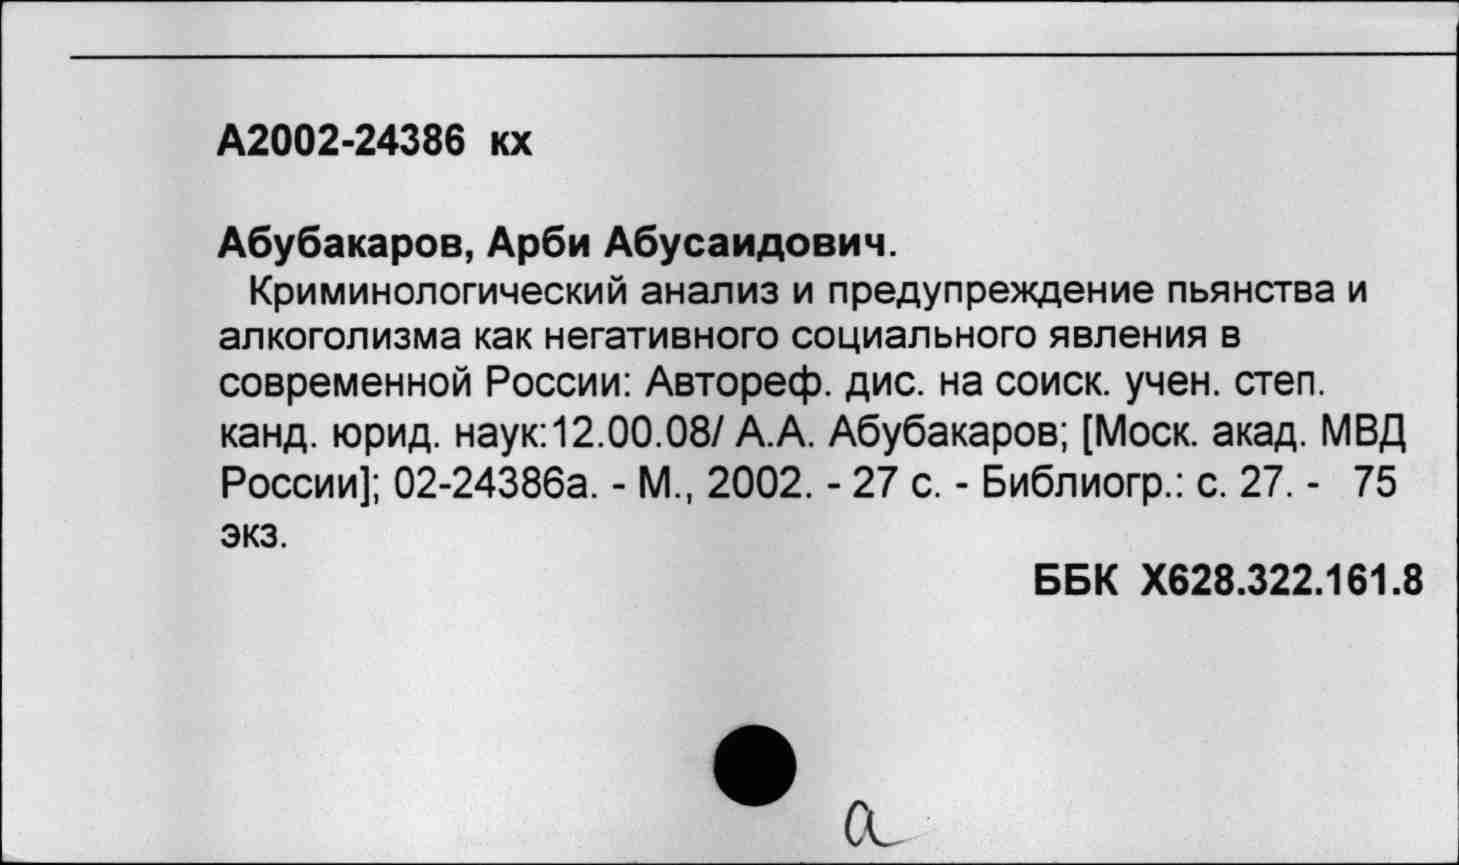 А2002-24386 кх
Абубакаров, Арби Абусаидович.
Криминологический анализ и предупреждение пьянства и
алкоголизма как негативного социального явления в
современной России: Автореф. дис. на соиск. учен. степ.
канд. юрид. наук:12.00.08/ А.А. Абубакаров; [Моск. акад. МВД
России]; 02-24386а. - М., 2002. - 27 с. - Библиогр.: с. 27. - 75
экз.
ББК Х628.322.161.8
а